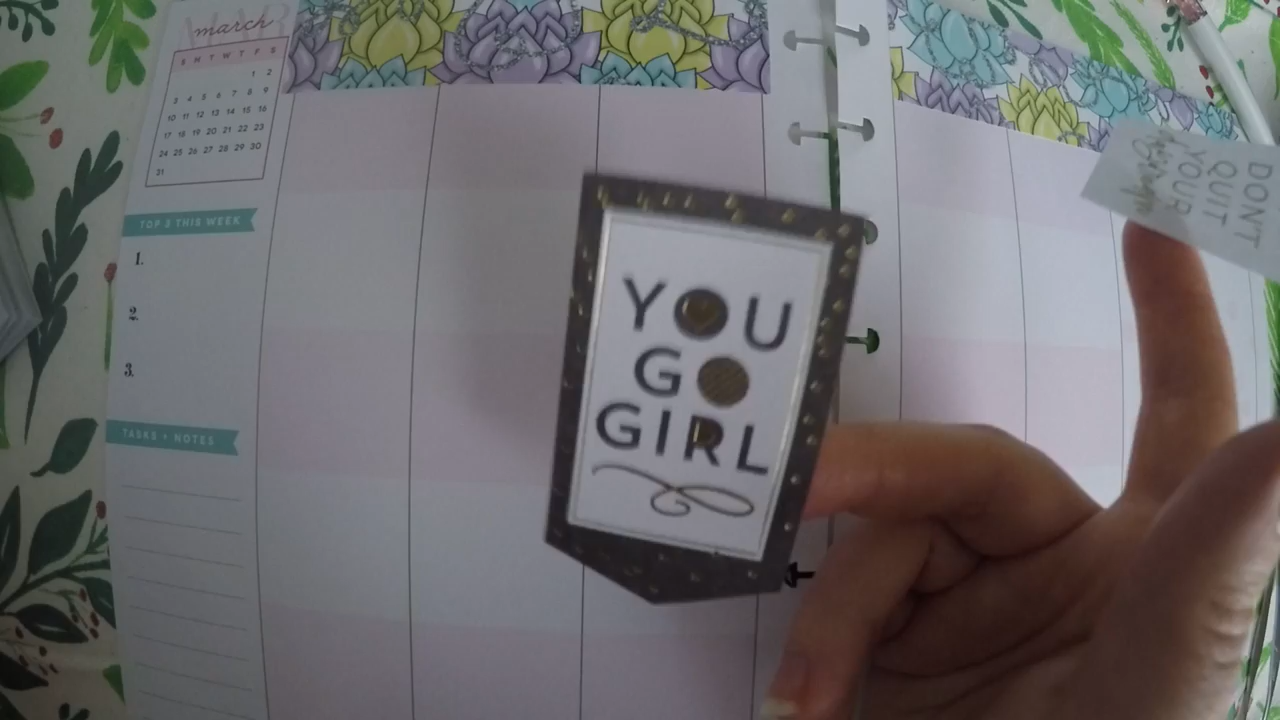 march
S M T W T F S
1 2
3 4 5 6 7 8 9
10 11 12 13 14 15 16
17 18 19 20 21 22 23
24 25 26 27 28 29 30
31
TOP 3 THIS WEEK
1.
2.
3.
TASKS + NOTES
YOU
GO
GIRL
DON'T
QUIT
YOUR